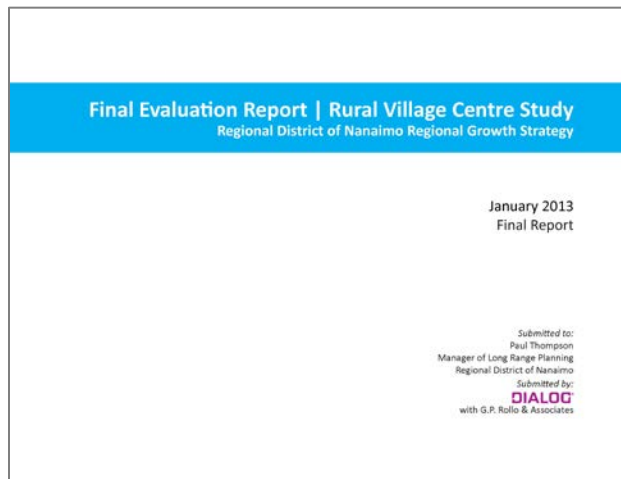 Final Evaluation Report | Rural Village Centre Study
Regional District of Nanaimo Regional Growth Strategy
January 2013
Final Report
Submitted to:
Paul Thompson
Manager of Long Range Planning
Regional District of Nanaimo
Submitted by:
DIALOG
with G.P. Rollo & Associates